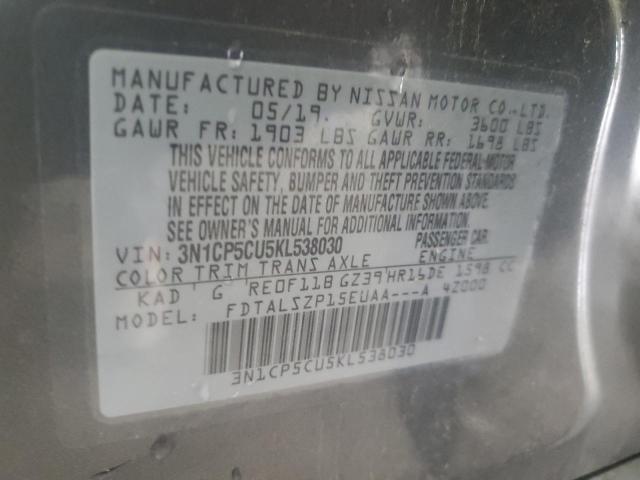 MANUFACTURED BY NISSAN MOTOR CO.,LTD.
DATE: 05/19 GVWR: 3600 LBS
GAWR FR: 1903 LBS GAWR RR: 1698 LBS
THIS VEHICLE CONFORMS TO ALL APPLICABLE FEDERAL MOTOR
VEHICLE SAFETY, BUMPER AND THEFT PREVENTION STANDARDS
IN EFFECT ON THE DATE OF MANUFACTURE SHOWN ABOVE.
SEE OWNER'S MANUAL FOR ADDITIONAL INFORMATION.
VIN: 3N1CP5CU5KL538030 PASSENGER CAR
COLOR TRIM TRANS AXLE ENGINE
KAD G RE0F11B GZ39 HR16DE 1598 CC
MODEL: FDTALSZP15EUAA---A 42000
3N1CP5CU5KL538030